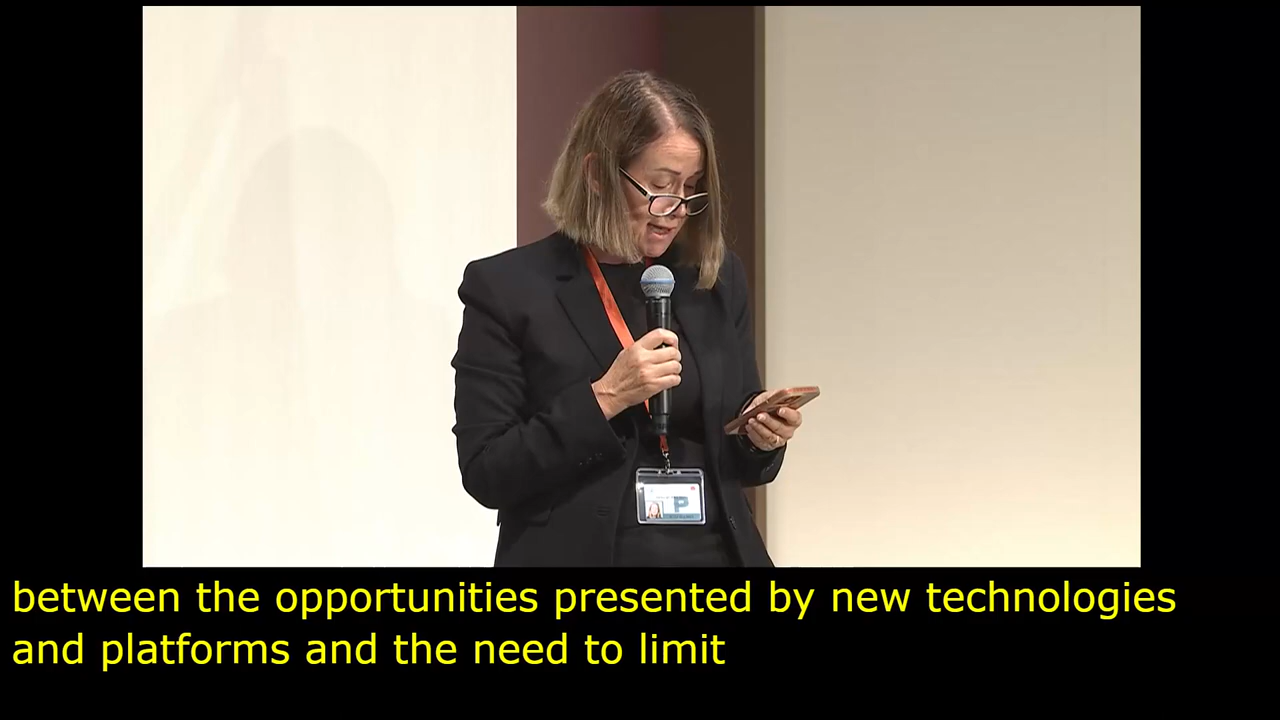 between the opportunities presented by new technologies
and platforms and the need to limit
P